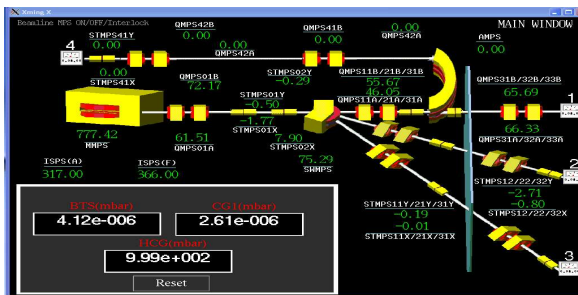 Xming X
Beamline MPS ON/OFF/Interlock
MAIN WINDOW
QMPS42B
0.00
QMPS41B
0.00
0.00
QMPS42A
AMPS
0.00
STMPS41Y
0.00
4
0.00
QMPS42A
0.00
STMPS41X
QMPS01B
72.17
STMPS02Y
-0.29
QMPS11B/21B/31B
55.67
46.05
QMPS11A/21A/31A
QMPS31B/32B/33B
65.69
1
STMPS01Y
-0.50
-1.77
STMPS01X
777.42
MMPS
61.51
QMPS01A
7.90
STMPS02X
66.33
QMPS31A/32A/33A
75.29
SWMPS
ISPS(A)
317.00
ISPS(F)
366.00
2
STMPS12/22/32Y
-2.71
-0.80
STMPS12/22/32X
STMPS11Y/21Y/31Y
-0.19
-0.01
STMPS11X/21X/31X
3
BTS(mbar)
4.12e-006
CG1(mbar)
2.61e-006
HCG(mbar)
9.99e+002
Reset